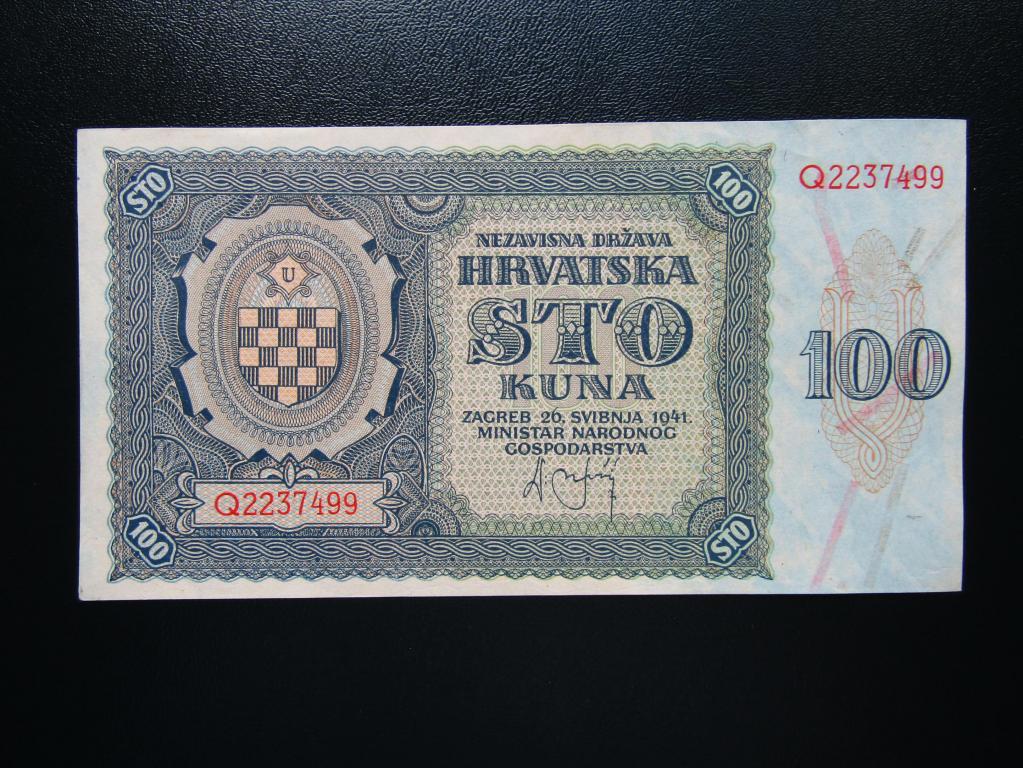 STO
100
Q2237499
U
NEZAVISNA DRŽAVA
HRVATSKA
STO
KUNA
ZAGREB 26. SVIBNJA 1941.
MINISTAR NARODNOG
GOSPODARSTVA
100
Q2237499
100
STO